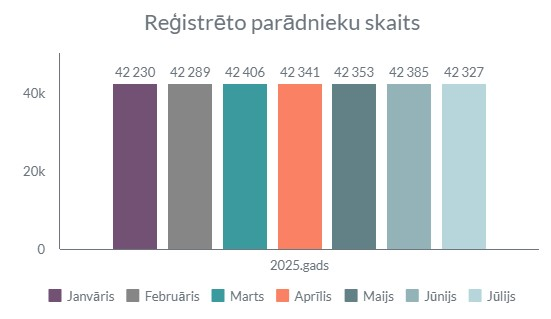 Reģistrēto parādnieku skaits
42 230 42 289 42 406 42 341 42 353 42 385 42 327
40k
20k
0
2025.gads
Janvāris Februāris Marts Aprīlis Maijs Jūnijs Jūlijs